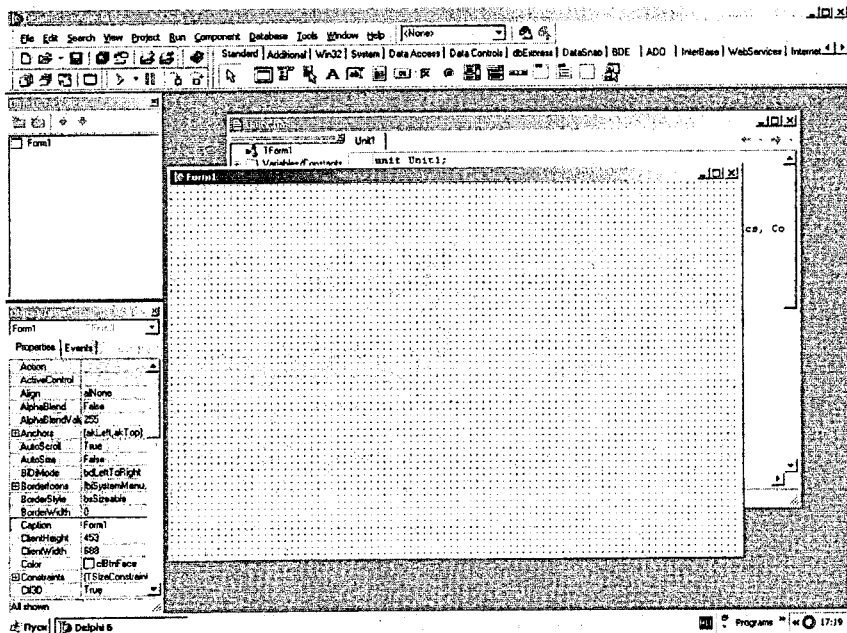 File Edit Search View Project Run Component Database Tools Window Help <None>
Standard Additional Win32 System Data Access Data Controls dbExpress DataSnap BDE ADO InterBase WebServices Internet
Form1
Unit1
TForm1
Variables/Constants
unit Unit1;
Form1
cs, Co
Form1
Properties Events
Action
ActiveControl
Align alNone
AlphaBlend False
AlphaBlendVal 255
Anchors [akLeft,akTop]
AutoScroll True
AutoSize False
BiDiMode bdLeftToRight
BorderIcons [biSystemMenu,
BorderStyle bsSizeable
BorderWidth 0
Caption Form1
ClientHeight 453
ClientWidth 688
Color clBtnFace
Constraints (TSizeConstraint
Ctl3D True
All shown
Пуск Delphi 6 Programs » « 17:19